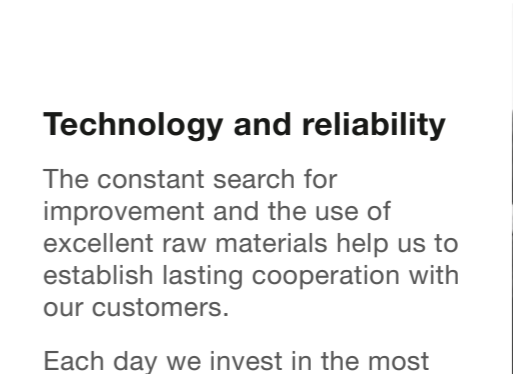 Technology and reliability
The constant search for
improvement and the use of
excellent raw materials help us to
establish lasting cooperation with
our customers.
Each day we invest in the most